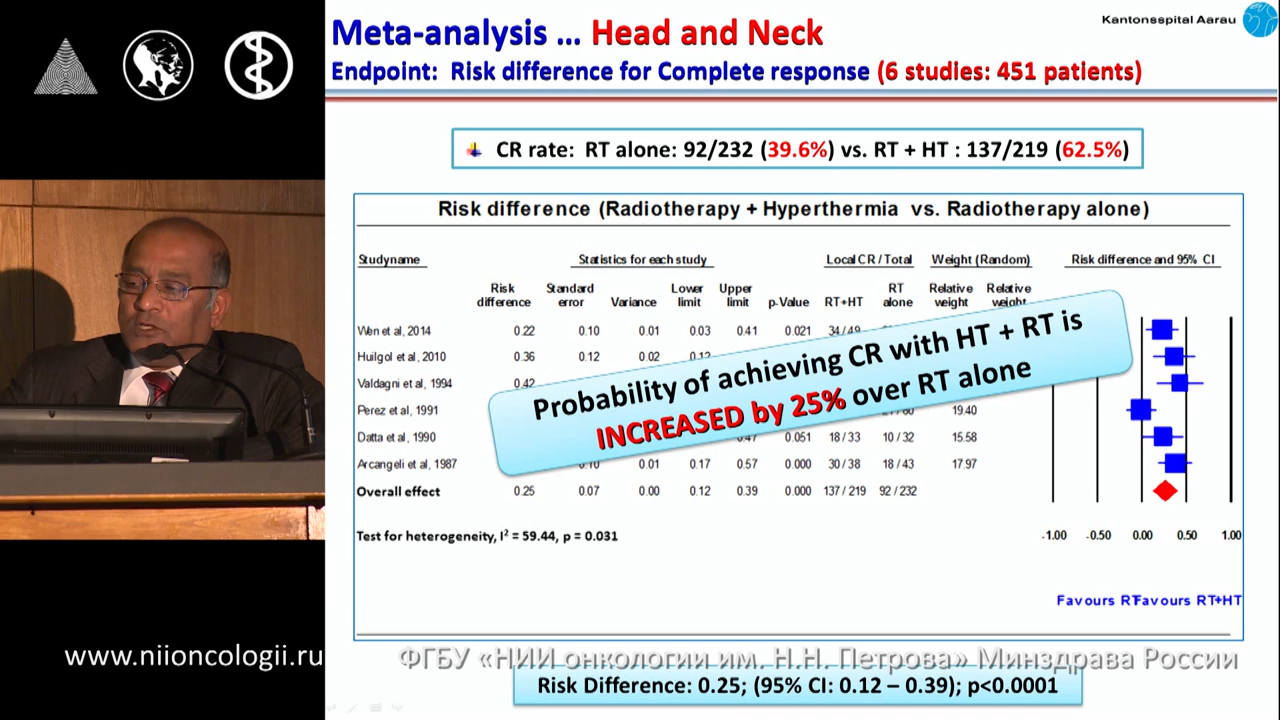 Kantonsspital Aarau
Meta-analysis ... Head and Neck
Endpoint: Risk difference for Complete response (6 studies: 451 patients)
CR rate: RT alone: 92/232 (39.6%) vs. RT + HT : 137/219 (62.5%)
Risk difference (Radiotherapy + Hyperthermia vs. Radiotherapy alone)
Studyname Statistics for each study Local CR / Total Weight (Random) Risk difference and 95% CI
Risk difference Standard error Variance Lower limit Upper limit p-Value RT+HT RT alone Relative weight Relative weight
Wen et al, 2014 0.22 0.10 0.01 0.03 0.41 0.021 34/49
Huilgol et al, 2010 0.36 0.12 0.02 0.12
Valdagni et al, 1994 0.42
Perez et al, 1991 19.40
Datta et al, 1990 0.47 0.051 18 / 33 10 / 32 15.58
Arcangeli et al, 1987 0.10 0.01 0.17 0.57 0.000 30 / 38 18 / 43 17.97
Overall effect 0.25 0.07 0.00 0.12 0.39 0.000 137 / 219 92 / 232
Probability of achieving CR with HT + RT is
INCREASED by 25% over RT alone
Test for heterogeneity, I² = 59.44, p = 0.031
-1.00 -0.50 0.00 0.50 1.00
Favours RT Favours RT+HT
www.niioncologii.ru
ФГБУ «НИИ онкологии им. Н.Н. Петрова» Минздрава России
Risk Difference: 0.25; (95% CI: 0.12 – 0.39); p<0.0001